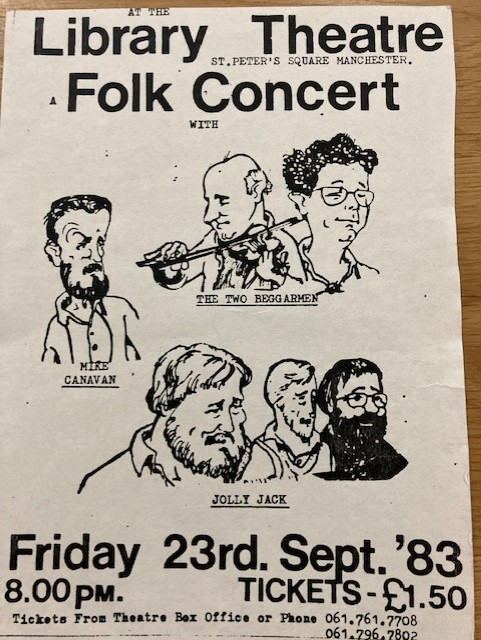 AT THE
Library Theatre
ST.PETER'S SQUARE MANCHESTER.
A Folk Concert
WITH
THE TWO BEGGARMEN
MIKE
CANAVAN
JOLLY JACK
Friday 23rd. Sept. '83
8.00 PM. TICKETS - £1.50
Tickets From Theatre Box Office or Phone 061.761.7708
061.796.7802